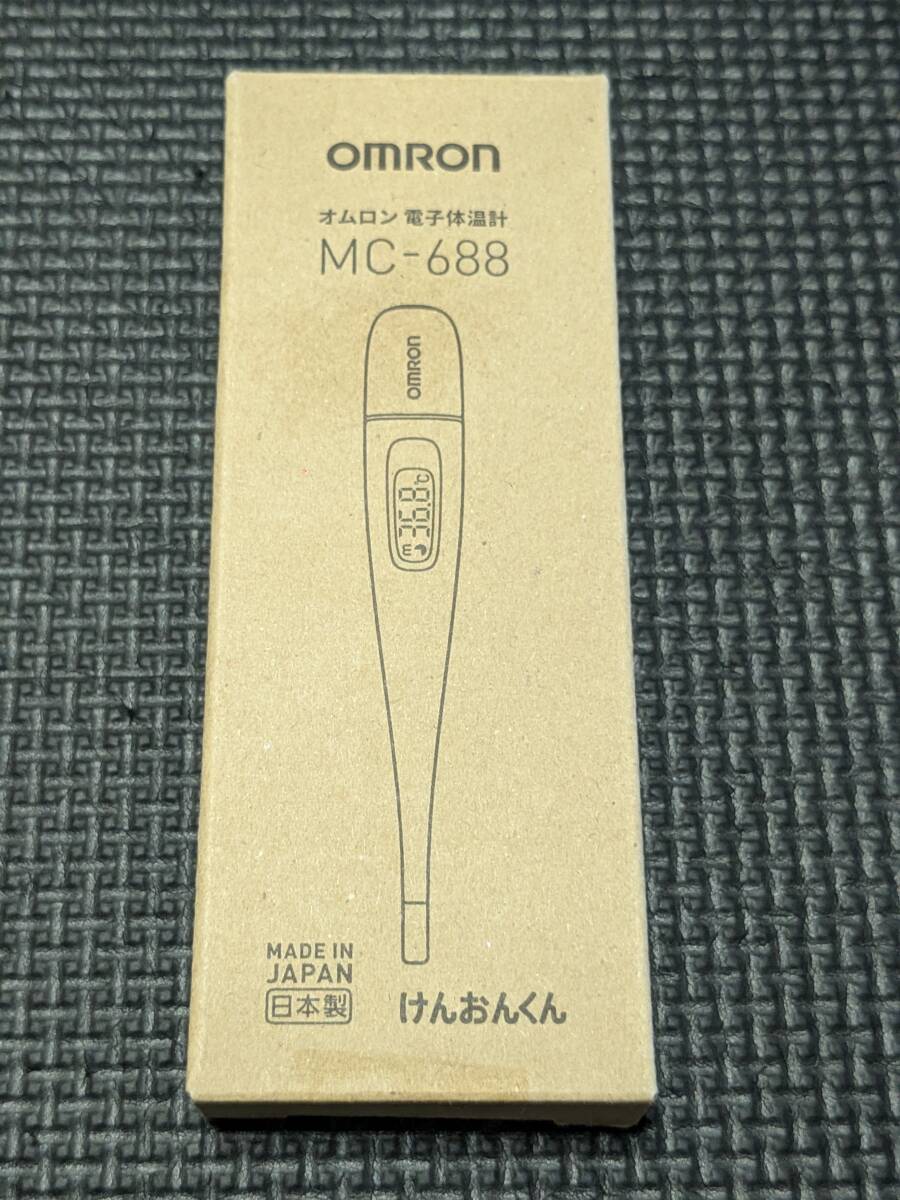 OMRON
オムロン 電子体温計
MC-688
OMRON
m 36.8℃
MADE IN
JAPAN
日本製
けんおんくん